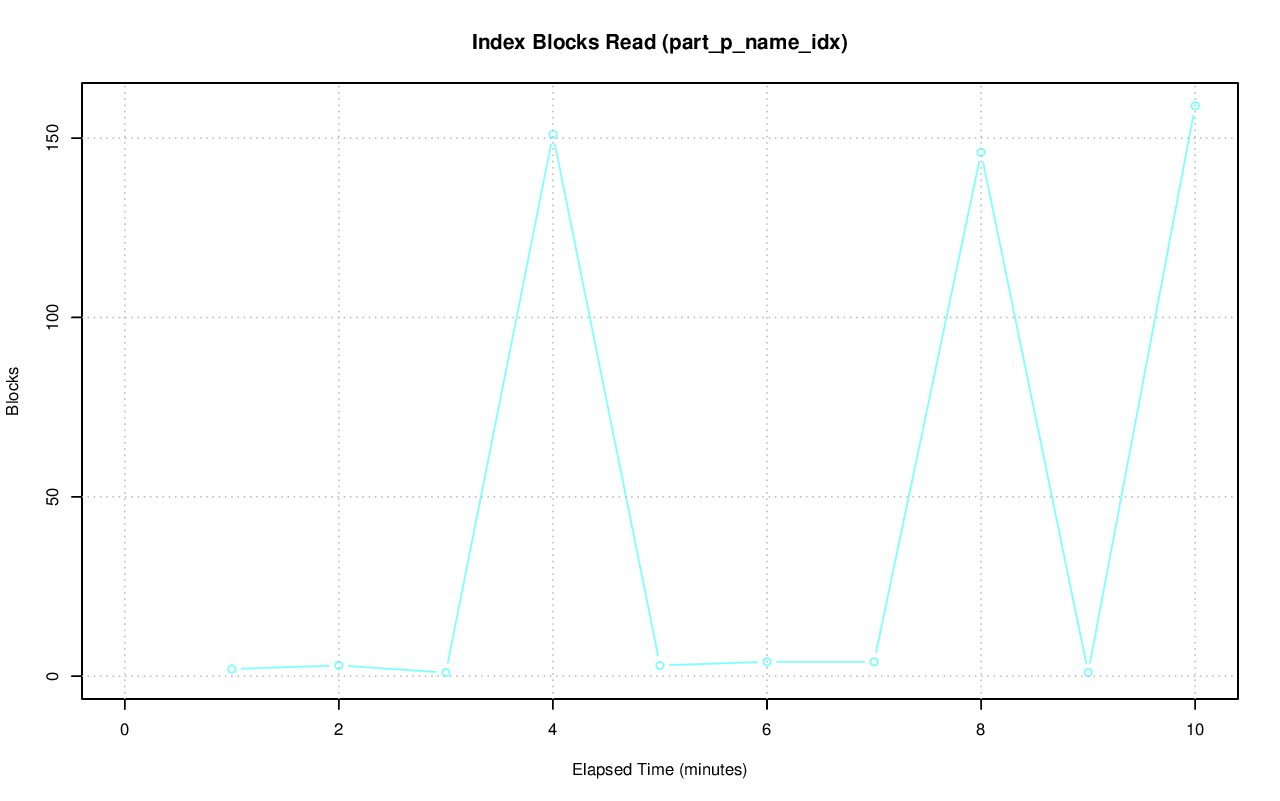 Index Blocks Read (part_p_name_idx)
150
100
50
0
Blocks
0 2 4 6 8 10
Elapsed Time (minutes)